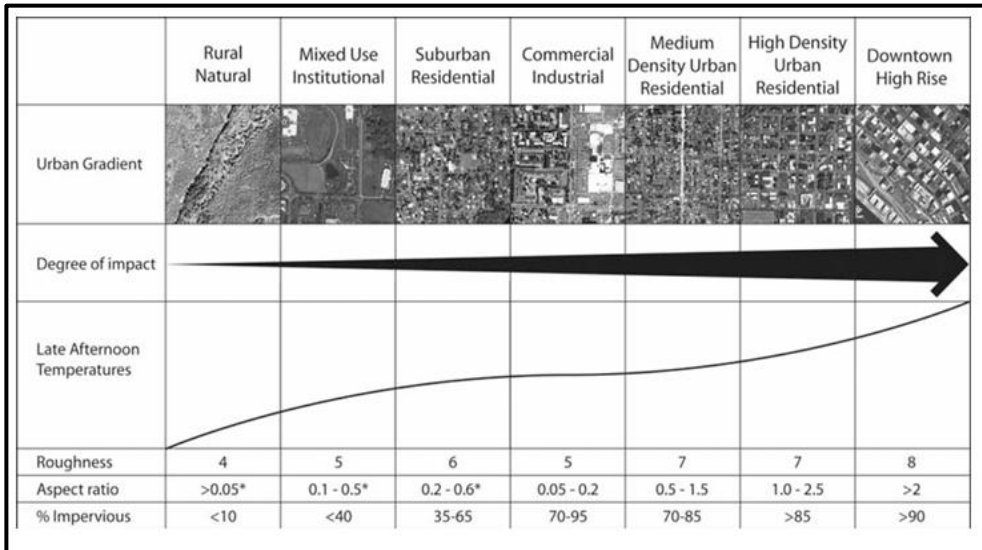 Rural
Natural
Mixed Use
Institutional
Suburban
Residential
Commercial
Industrial
Medium
Density Urban
Residential
High Density
Urban
Residential
Downtown
High Rise
Urban Gradient
Degree of impact
Late Afternoon
Temperatures
Roughness 4 5 6 5 7 7 8
Aspect ratio >0.05* 0.1 - 0.5* 0.2 - 0.6* 0.05 - 0.2 0.5 - 1.5 1.0 - 2.5 >2
% Impervious <10 <40 35-65 70-95 70-85 >85 >90